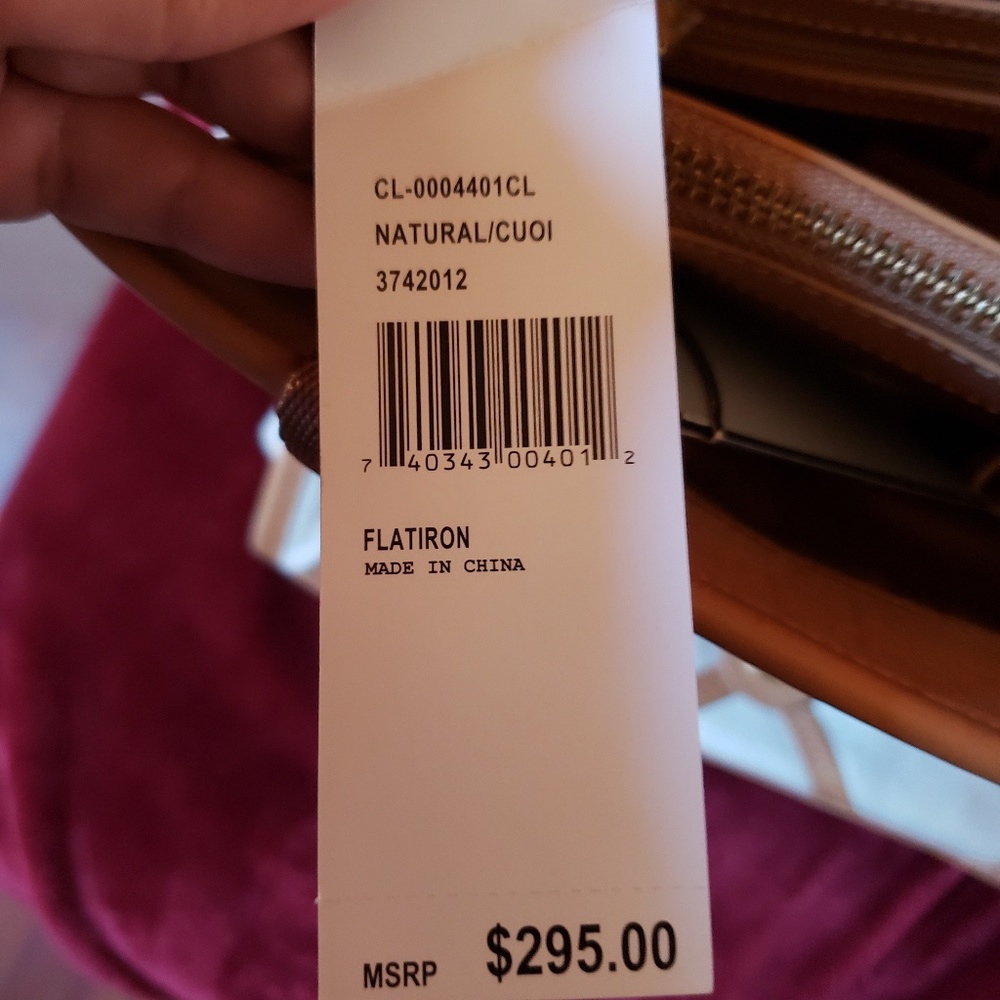 CL-0004401CL
NATURAL/CUOI
3742012
7 40343 00401 2
FLATIRON
MADE IN CHINA
MSRP $295.00